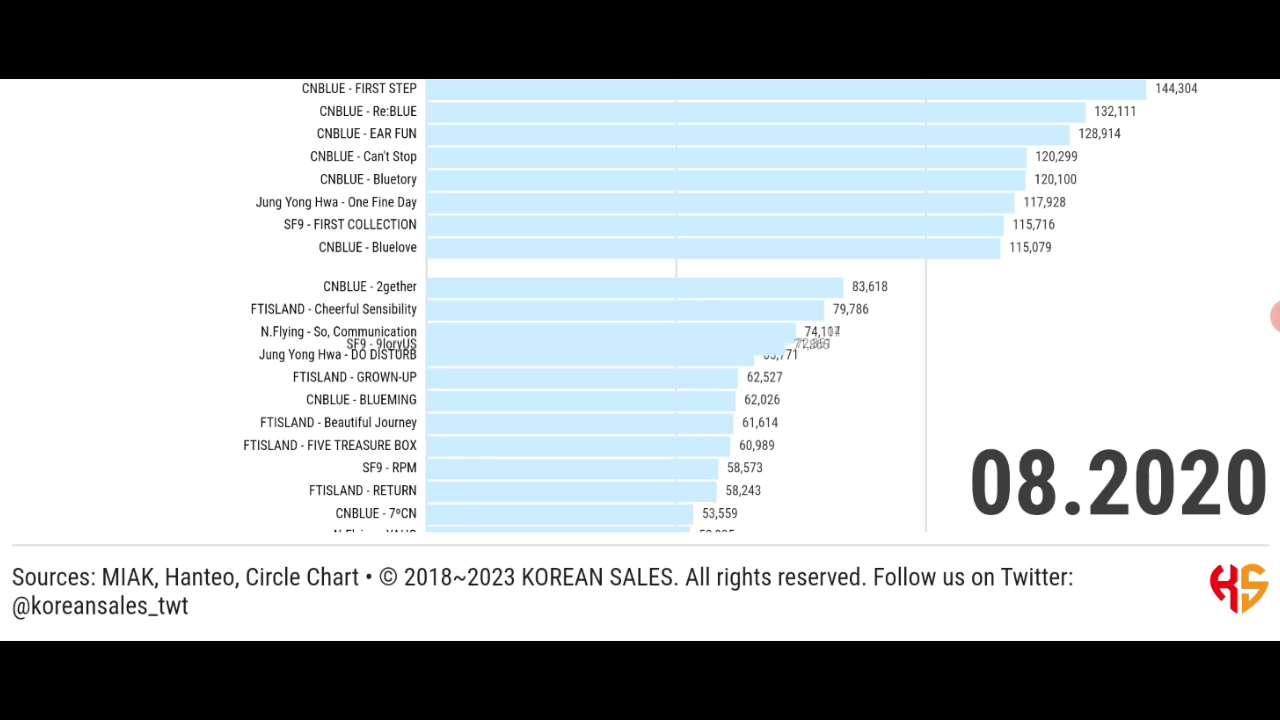 CNBLUE - FIRST STEP 144,304
CNBLUE - Re:BLUE 132,111
CNBLUE - EAR FUN 128,914
CNBLUE - Can't Stop 120,299
CNBLUE - Bluetory 120,100
Jung Yong Hwa - One Fine Day 117,928
SF9 - FIRST COLLECTION 115,716
CNBLUE - Bluelove 115,079
CNBLUE - 2gether 83,618
FTISLAND - Cheerful Sensibility 79,786
N.Flying - So, Communication
SF9 - 9loryUS
Jung Yong Hwa - DO DISTURB
FTISLAND - GROWN-UP 62,527
CNBLUE - BLUEMING 62,026
FTISLAND - Beautiful Journey 61,614
FTISLAND - FIVE TREASURE BOX 60,989
SF9 - RPM 58,573
FTISLAND - RETURN 58,243
CNBLUE - 7ºCN 53,559
08.2020
Sources: MIAK, Hanteo, Circle Chart • © 2018~2023 KOREAN SALES. All rights reserved. Follow us on Twitter:
@koreansales_twt
KS